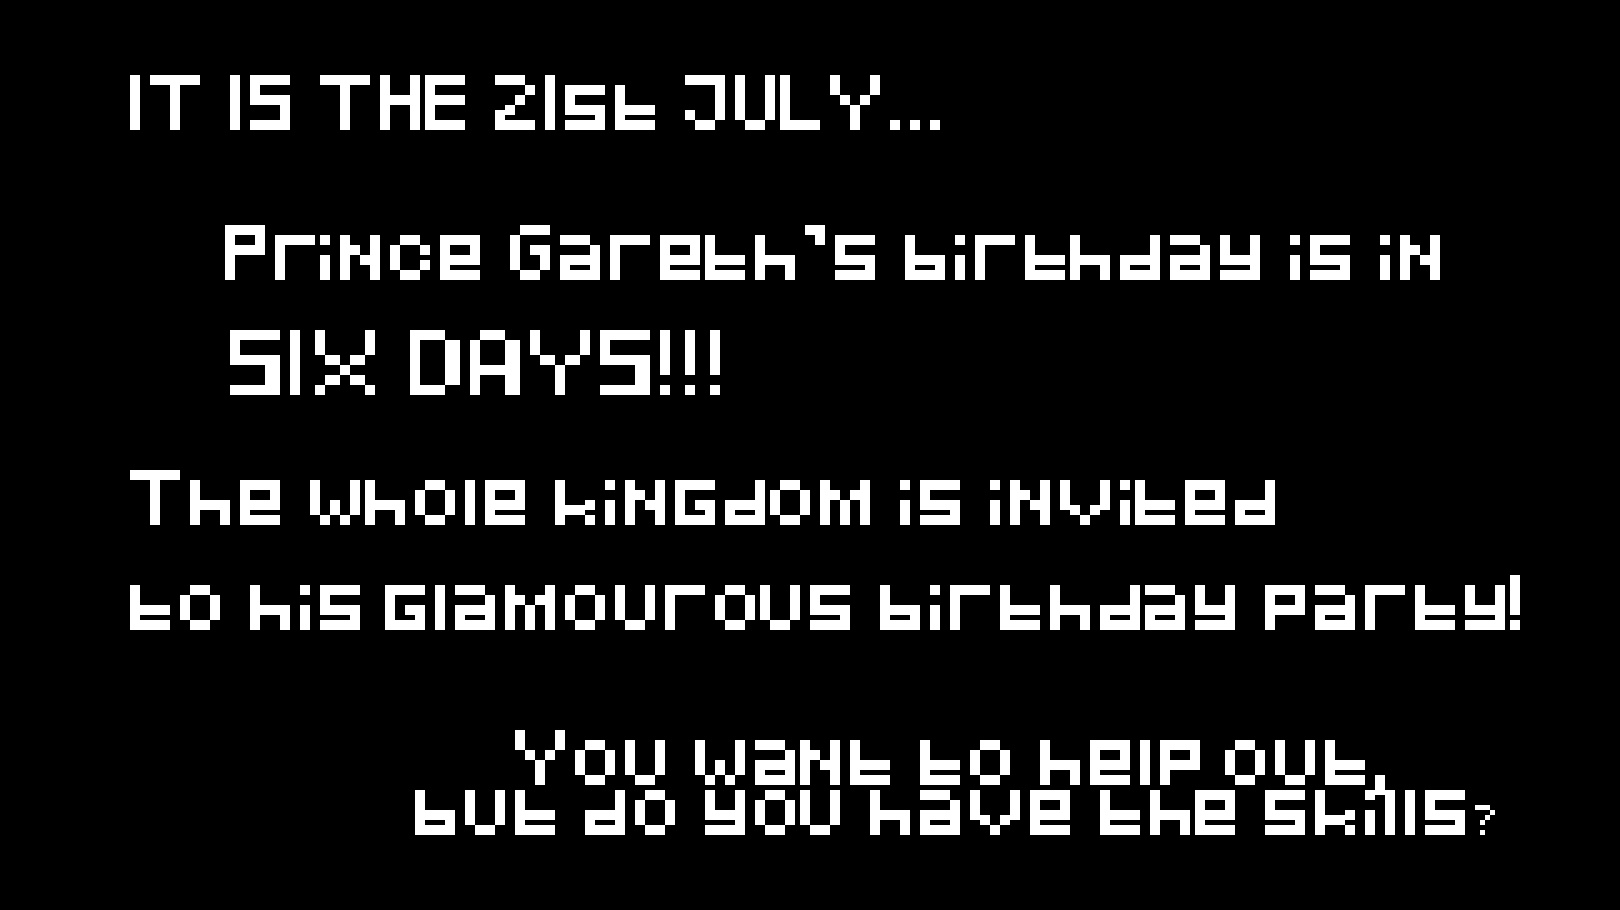 IT IS THE 21st JULY...
Prince Gareth's birthday is in
SIX DAYS!!!
The whole kingdom is invited
to his glamourous birthday party!
You want to help out,
but do you have the skills?